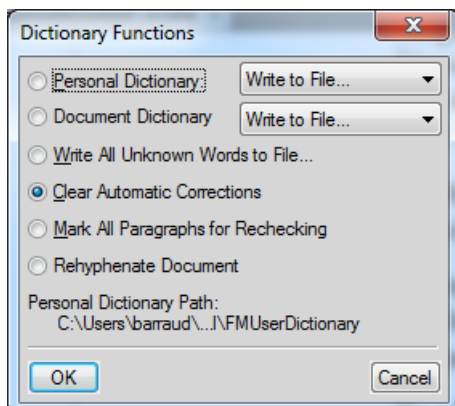 Dictionary Functions
Personal Dictionary: Write to File...
Document Dictionary Write to File...
Write All Unknown Words to File...
Clear Automatic Corrections
Mark All Paragraphs for Rechecking
Rehyphenate Document
Personal Dictionary Path:
C:\Users\barraud\...I\FMUserDictionary
OK Cancel